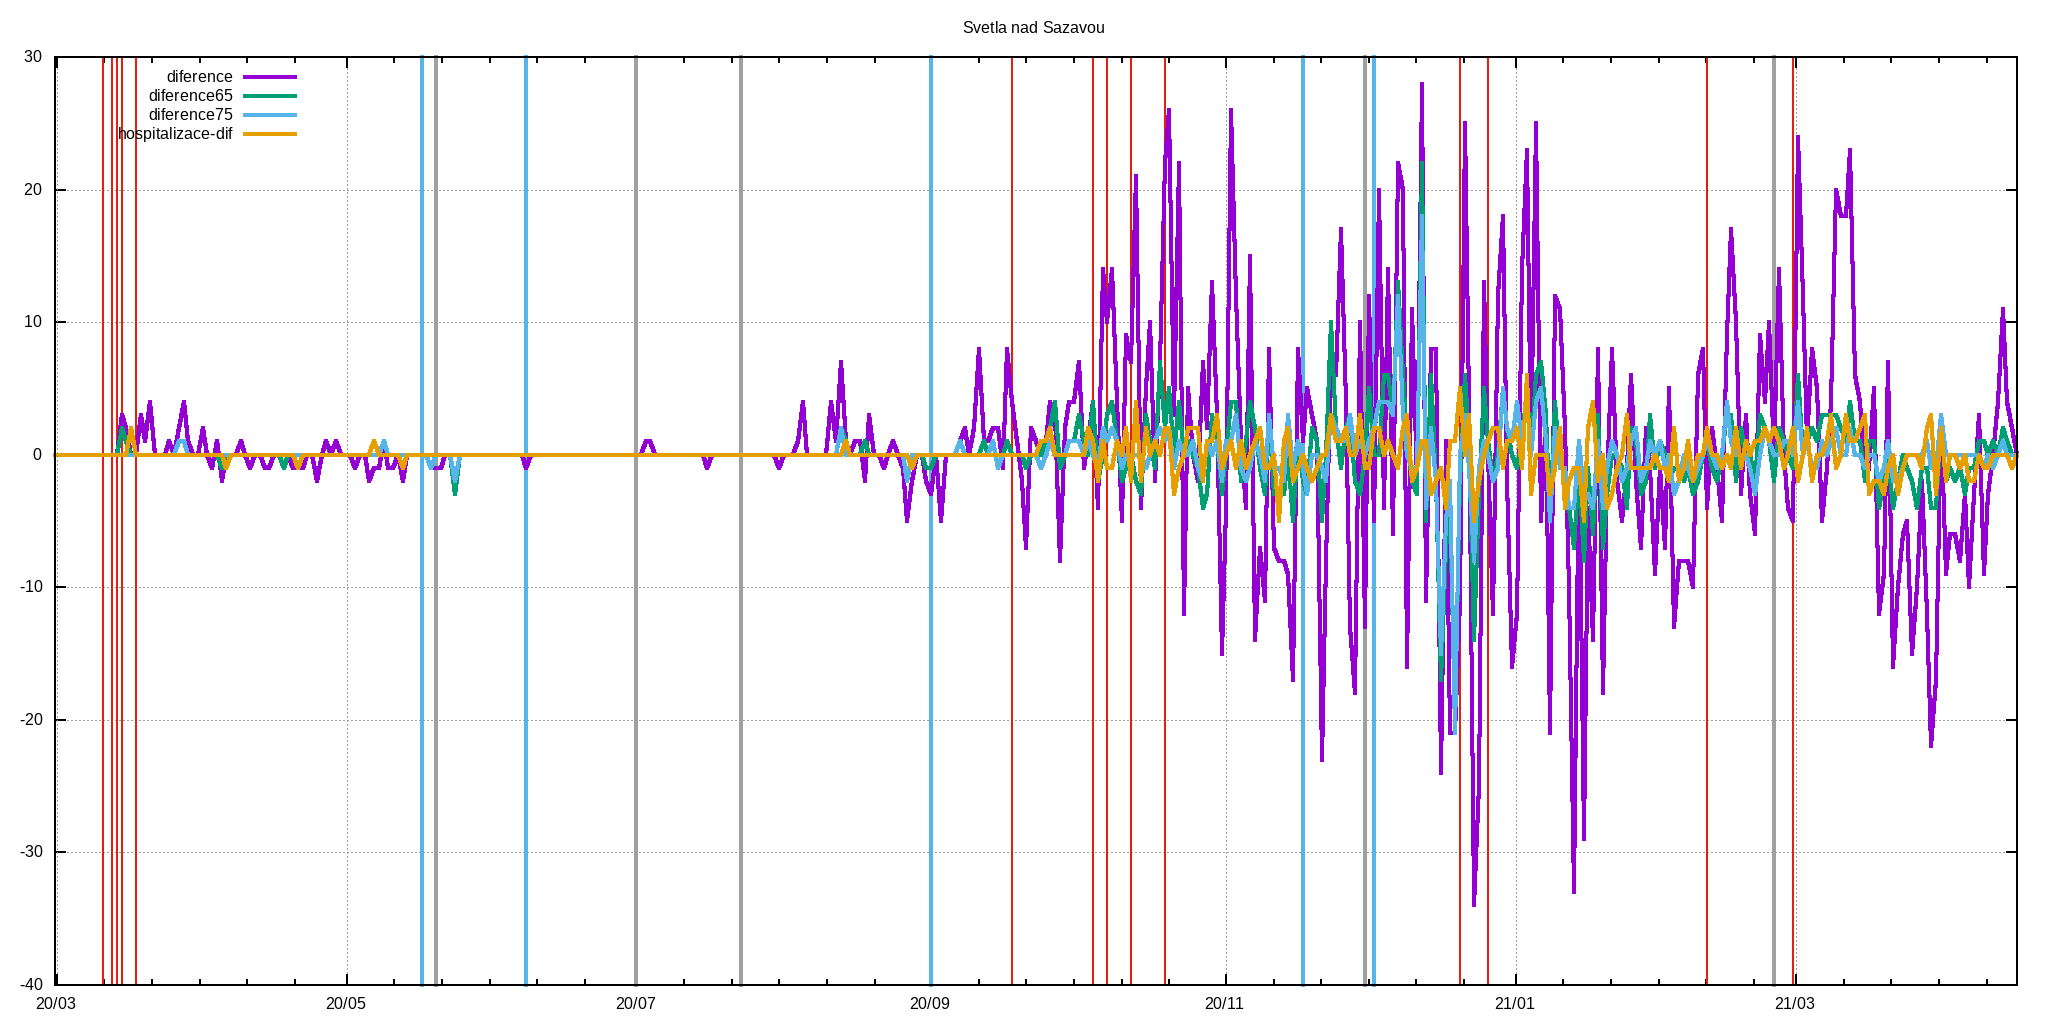 Svetla nad Sazavou
30
20
10
0
-10
-20
-30
-40
diference
diference65
diference75
hospitalizace-dif
20/03 20/05 20/07 20/09 20/11 21/01 21/03